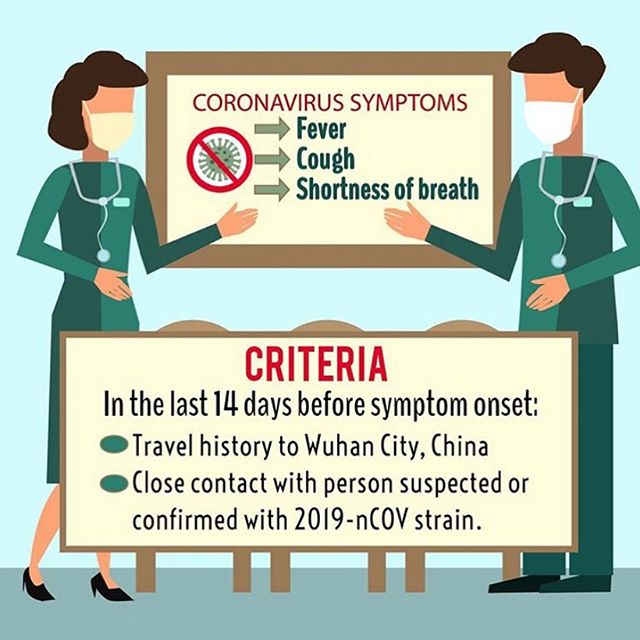 CORONAVIRUS SYMPTOMS
Fever
Cough
Shortness of breath
CRITERIA
In the last 14 days before symptom onset:
Travel history to Wuhan City, China
Close contact with person suspected or
confirmed with 2019-nCOV strain.